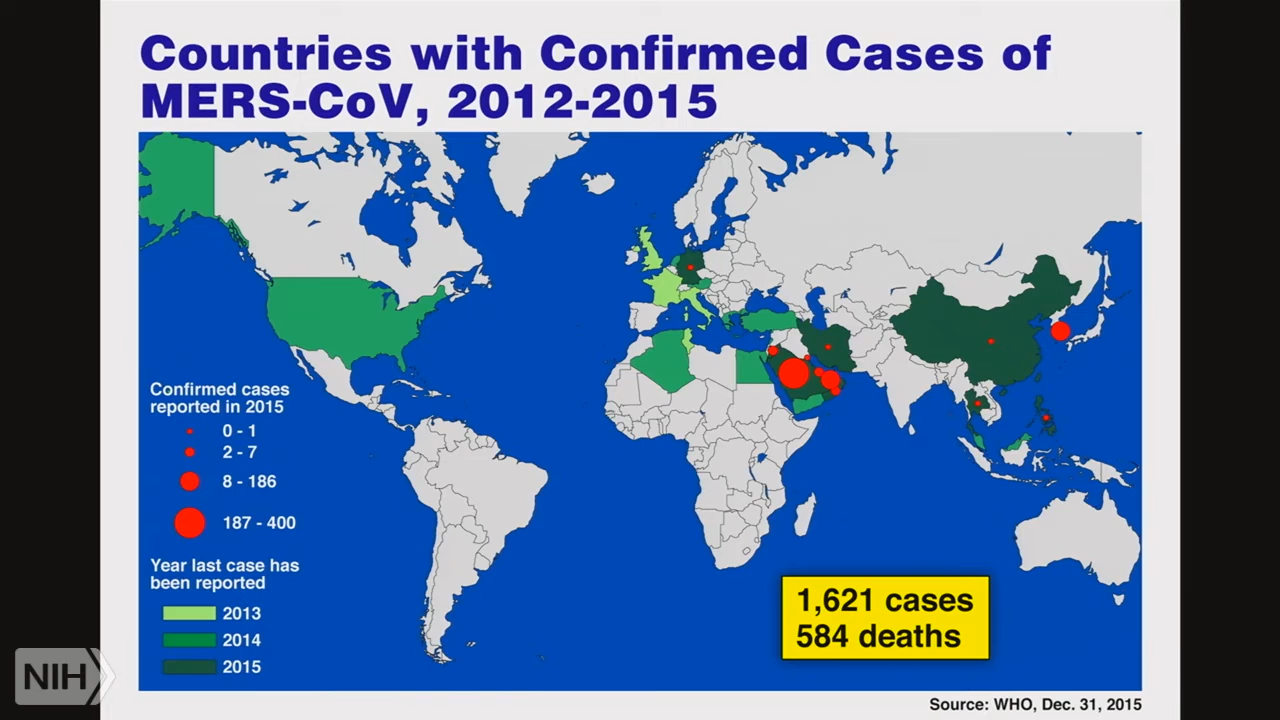 Countries with Confirmed Cases of
MERS-CoV, 2012-2015
Confirmed cases
reported in 2015
0 - 1
2 - 7
8 - 186
187 - 400
Year last case has
been reported
2013
2014
2015
1,621 cases
584 deaths
NIH
Source: WHO, Dec. 31, 2015